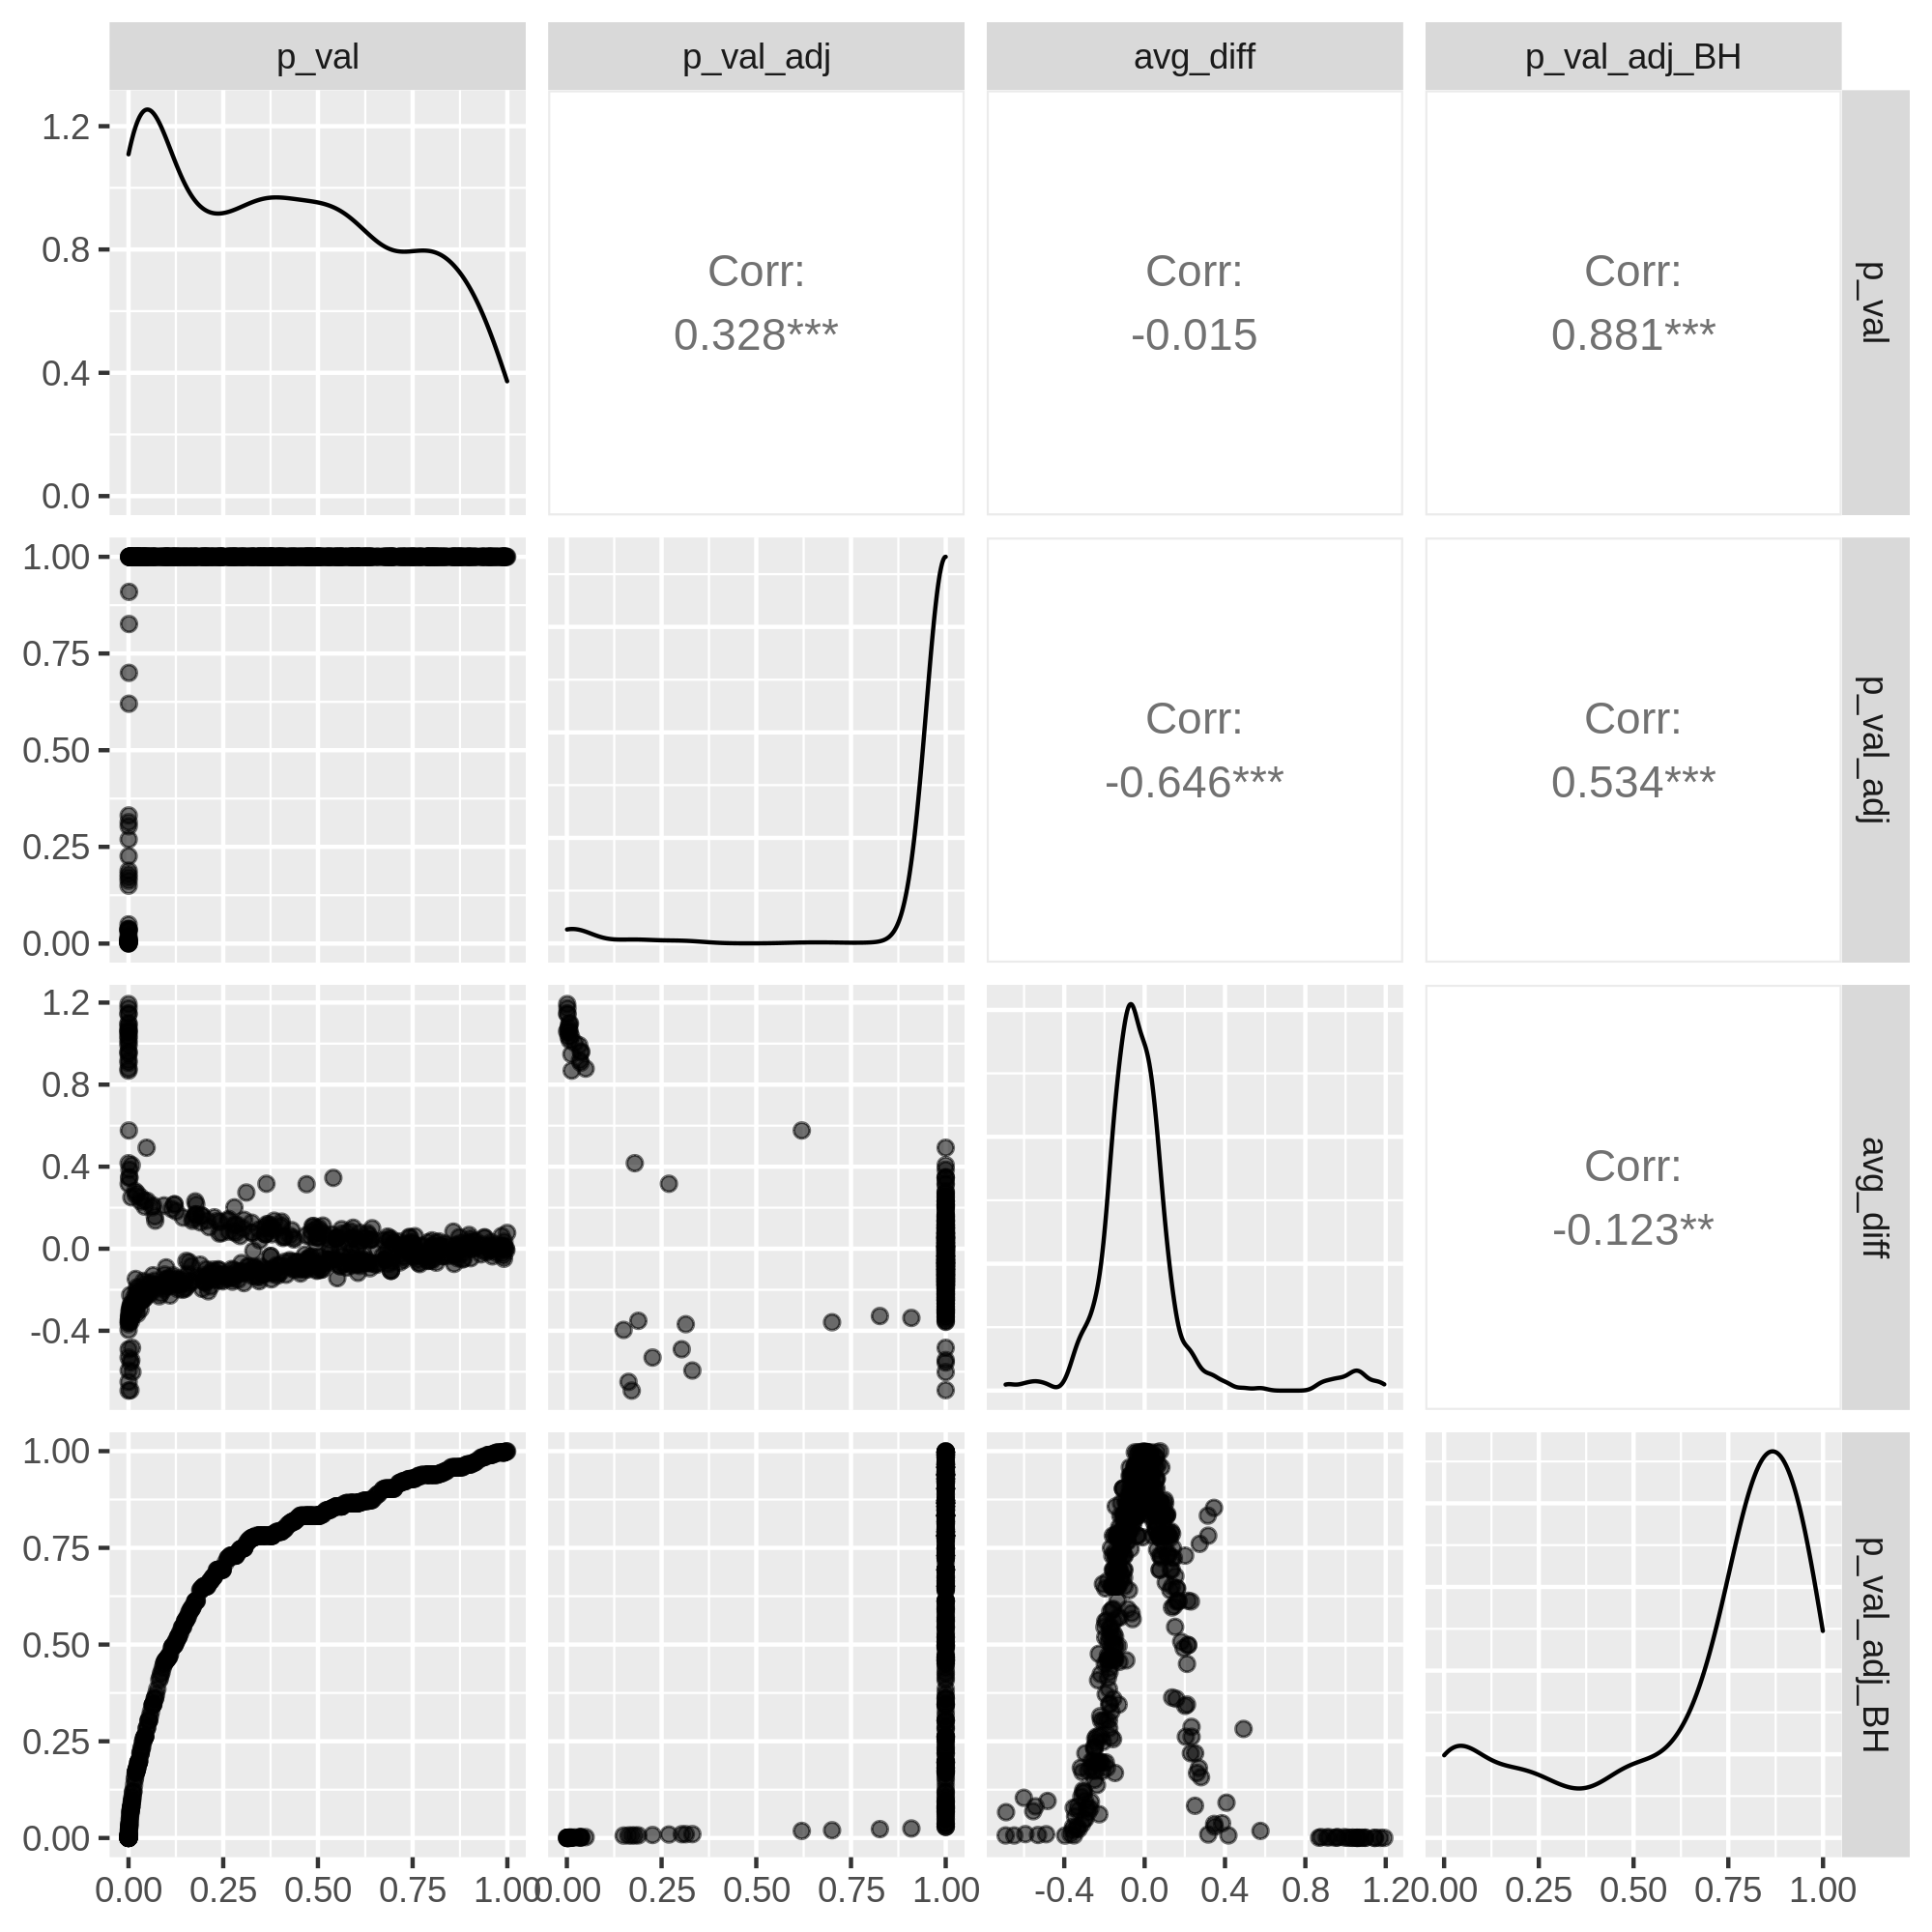 p_val p_val_adj avg_diff p_val_adj_BH
1.2
0.8
0.4
0.0
Corr:
0.328***
Corr:
-0.015
Corr:
0.881***
p_val
1.00
0.75
0.50
0.25
0.00
Corr:
-0.646***
Corr:
0.534***
p_val_adj
1.2
0.8
0.4
0.0
-0.4
Corr:
-0.123**
avg_diff
1.00
0.75
0.50
0.25
0.00
p_val_adj_BH
0.00 0.25 0.50 0.75 1.00
0.00 0.25 0.50 0.75 1.00
-0.4 0.0 0.4 0.8 1.2
0.00 0.25 0.50 0.75 1.00